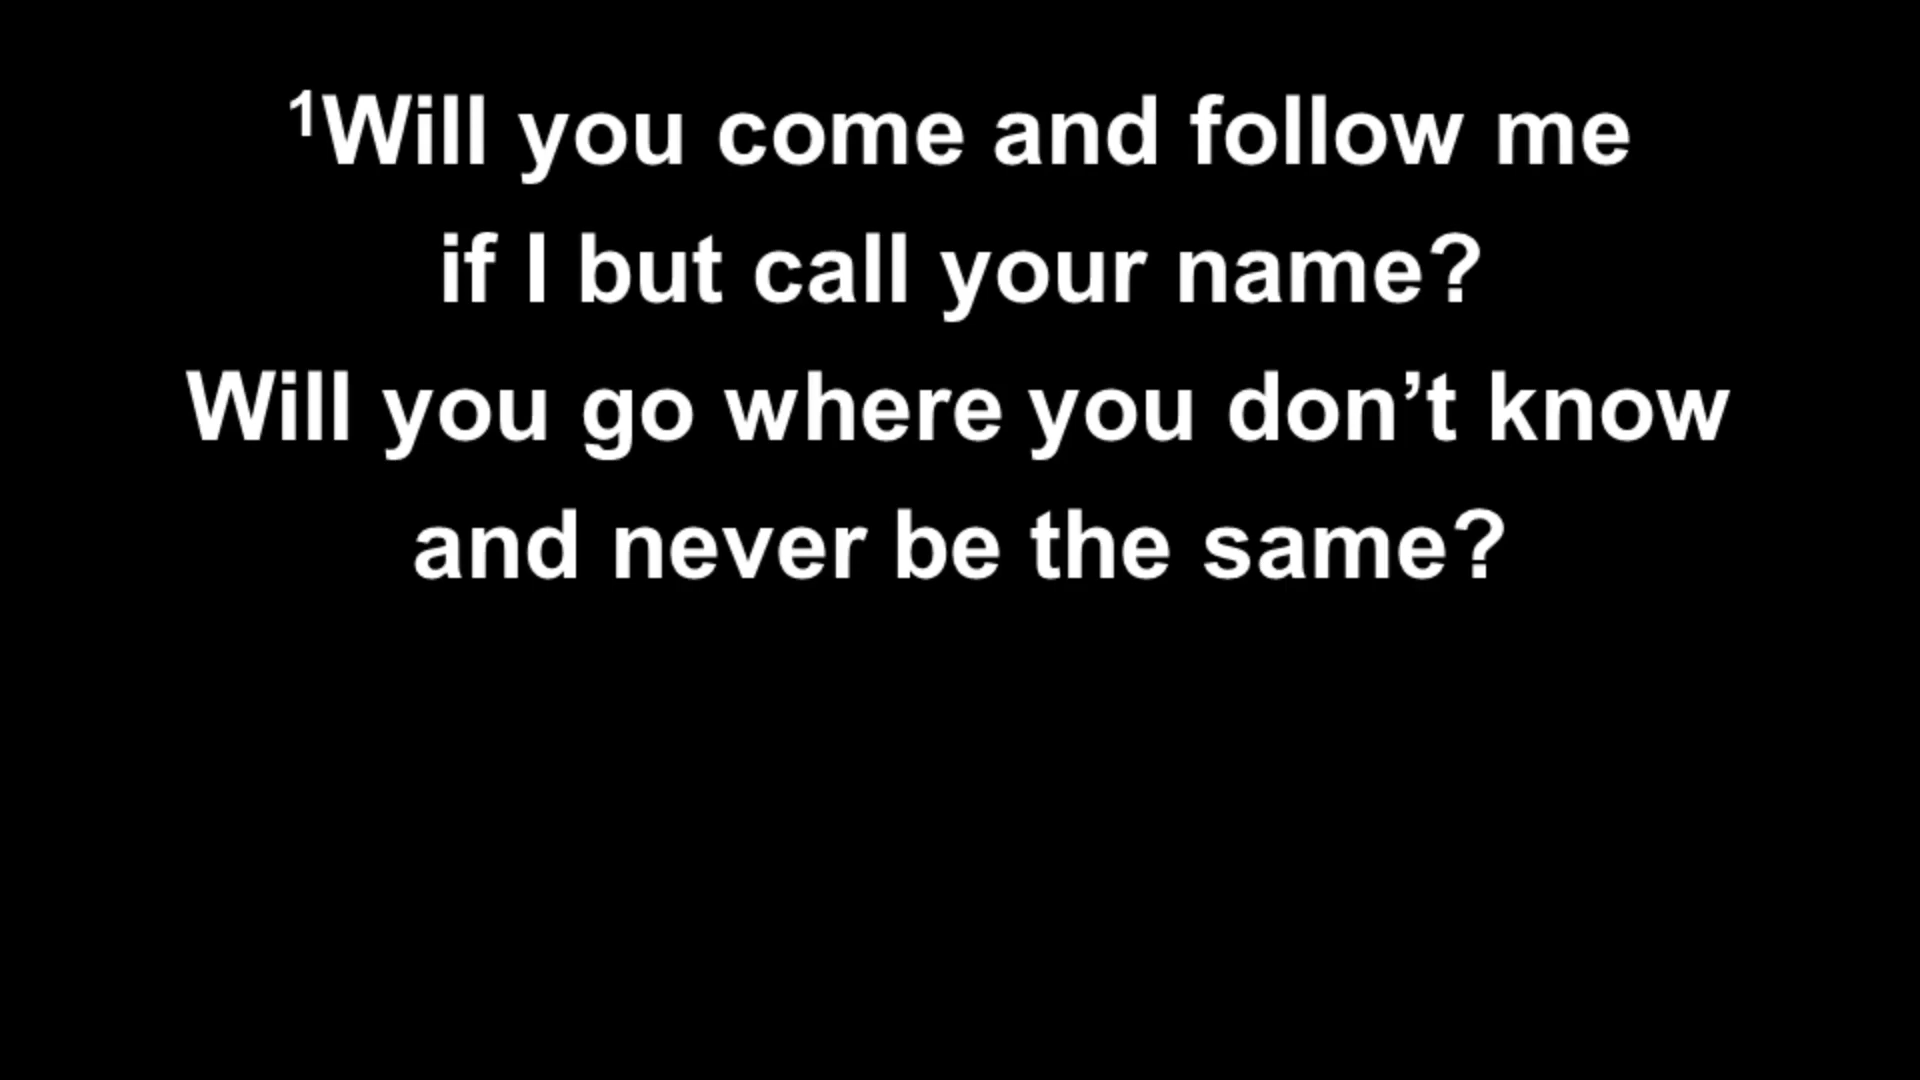 ¹Will you come and follow me
if I but call your name?
Will you go where you don’t know
and never be the same?